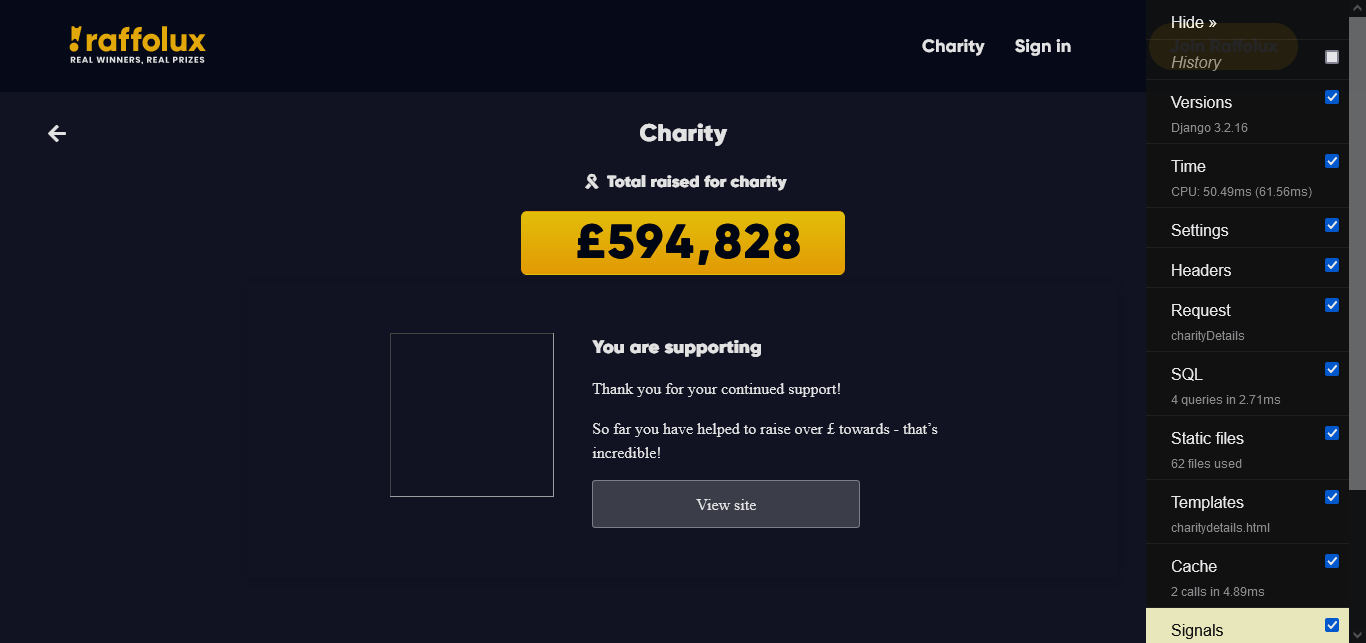 raffolux
REAL WINNERS, REAL PRIZES
Charity
Sign in
Join Raffolux
Charity
Total raised for charity
£594,828
You are supporting
Thank you for your continued support!
So far you have helped to raise over £ towards - that’s
incredible!
View site
Hide »
History
Versions
Django 3.2.16
Time
CPU: 50.49ms (61.56ms)
Settings
Headers
Request
charityDetails
SQL
4 queries in 2.71ms
Static files
62 files used
Templates
charitydetails.html
Cache
2 calls in 4.89ms
Signals